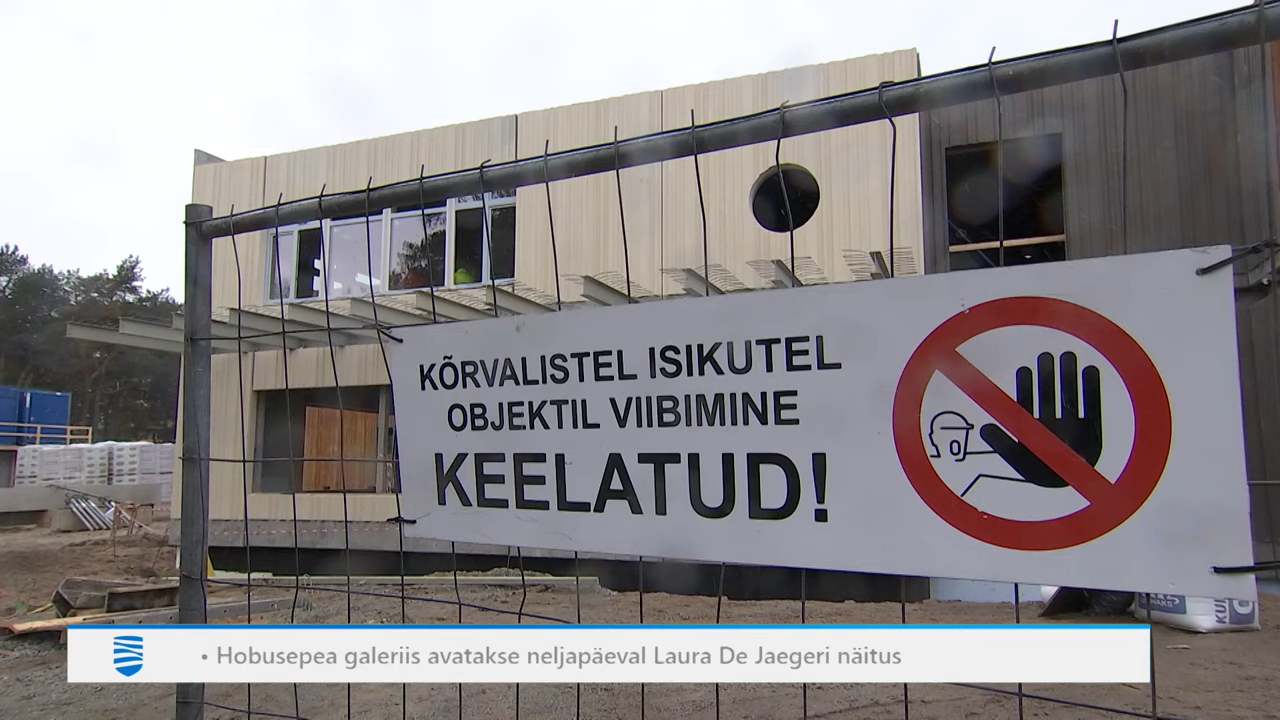 KÕRVALISTEL ISIKUTEL
OBJEKTIL VIIBIMINE
KEELATUD!
• Hobusepea galeriis avatakse neljapäeval Laura De Jaegeri näitus